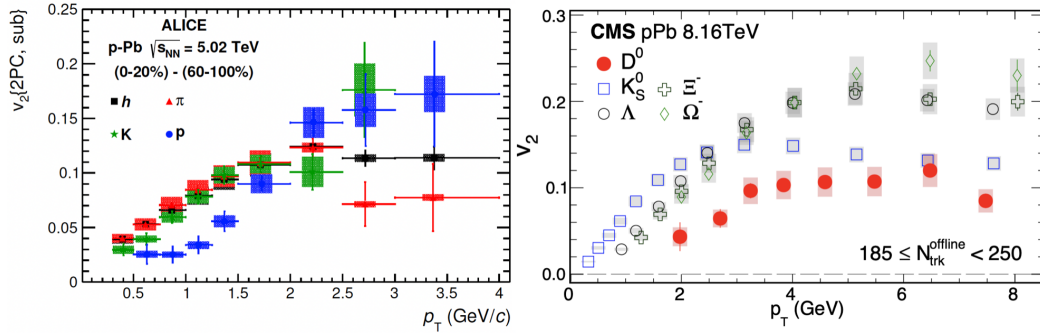 ALICE
p-Pb √s_NN = 5.02 TeV
(0-20%) - (60-100%)
h
π
K
p
v₂{2PC, sub}
0.25
0.2
0.15
0.1
0.05
0
0.5
1
1.5
2
2.5
3
3.5
4
p_T (GeV/c)
CMS pPb 8.16TeV
D⁰
K⁰_S
Ξ⁻
Λ
Ω⁻
v₂
0.3
0.2
0.1
0.0
185 ≤ N_trk^offline < 250
0
2
4
6
8
p_T (GeV)